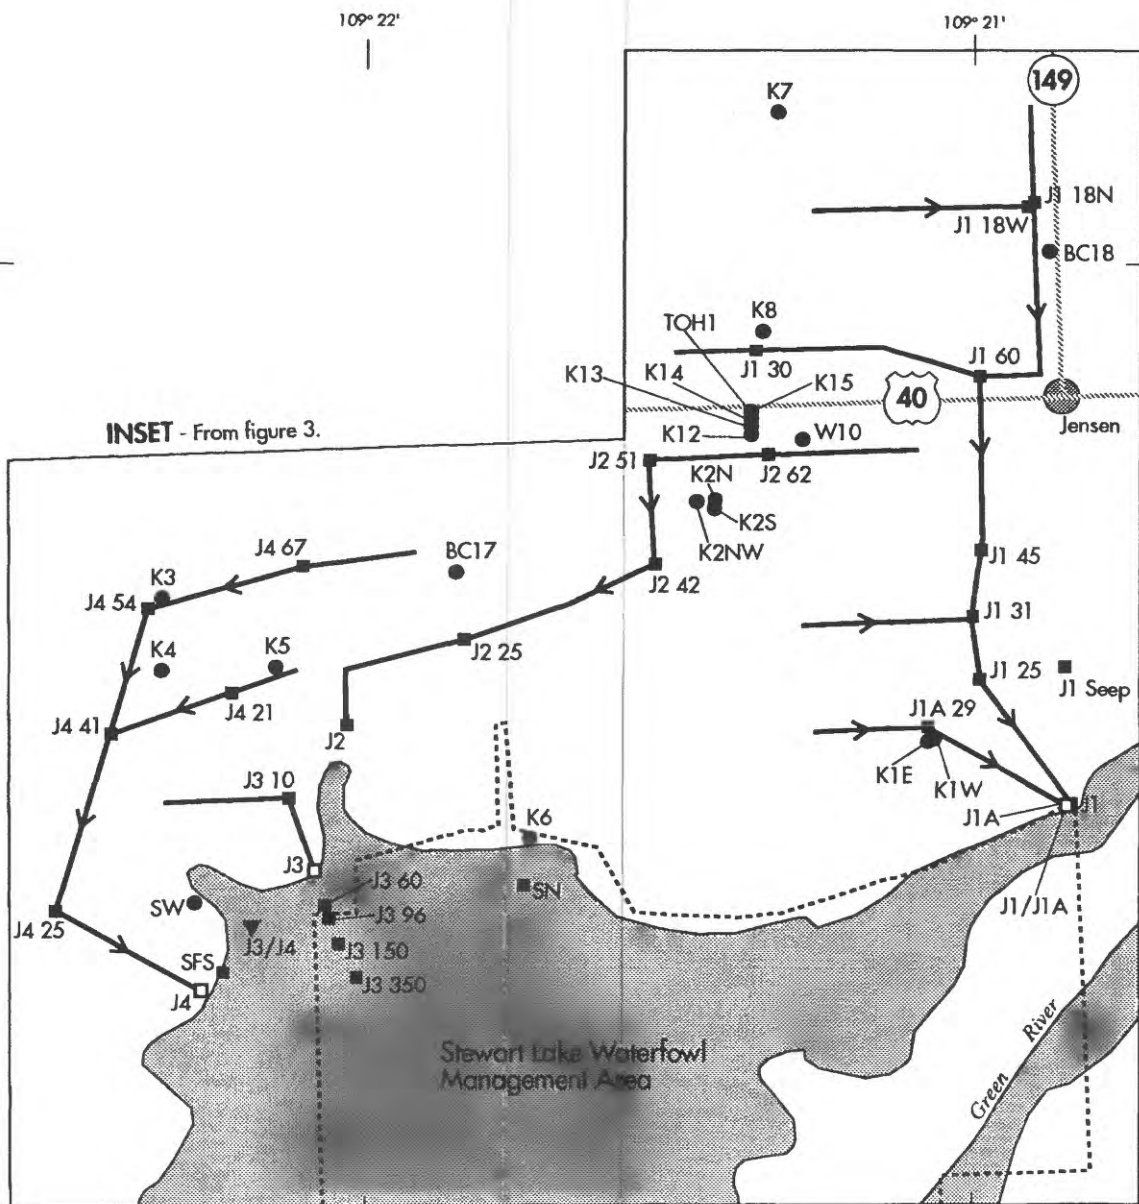 109° 22'
109° 21'
149
K7
J1 18N
J1 18W
BC18
TOH1
K8
J1 30
J1 60
K13
K14
K15
40
Jensen
INSET - From figure 3.
K12
W10
J2 51
J2 62
K2N
K2S
K2NW
J4 67
BC17
J1 45
K3
J4 54
J2 42
J1 31
K4
K5
J2 25
J1 25
J1 Seep
J4 21
J4 41
J2
J1A 29
K1E
K1W
J3 10
J1A
J1
K6
J3
J3 60
SN
SW
J3 96
J1/J1A
J4 25
J3/J4
J3 150
SFS
J3 350
J4
Stewart Lake Waterfowl
Management Area
Green River